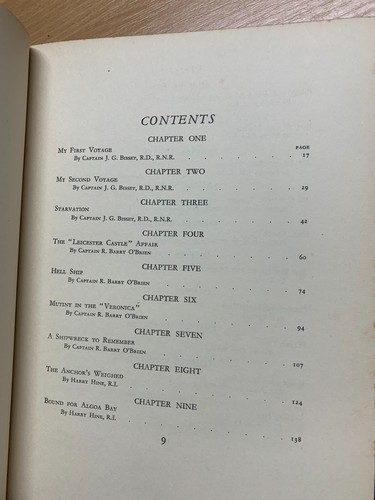 CONTENTS
CHAPTER ONE
PAGE
My First Voyage . . . . . . 17
By Captain J. G. Bisset, R.D., R.N.R.
CHAPTER TWO
My Second Voyage . . . . . . 29
By Captain J. G. Bisset, R.D., R.N.R.
CHAPTER THREE
Starvation . . . . . . 42
By Captain J. G. Bisset, R.D., R.N.R.
CHAPTER FOUR
The "Leicester Castle" Affair . . . . . . 60
By Captain R. Barry O'Brien
CHAPTER FIVE
Hell Ship . . . . . . 74
By Captain R. Barry O'Brien
CHAPTER SIX
Mutiny in the "Veronica" . . . . . . 94
By Captain R. Barry O'Brien
CHAPTER SEVEN
A Shipwreck to Remember . . . . . . 107
By Captain R. Barry O'Brien
CHAPTER EIGHT
The Anchor's Weighed . . . . . . 124
By Harry Hine, R.I.
CHAPTER NINE
Bound for Algoa Bay . . . . . . 138
By Harry Hine, R.I.
9